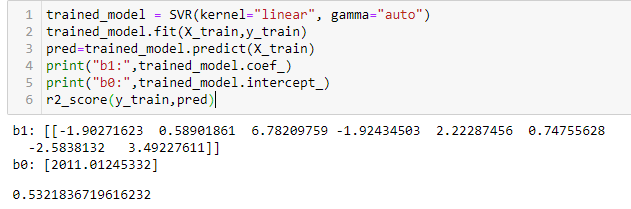 1 trained_model = SVR(kernel="linear", gamma="auto")
2 trained_model.fit(X_train,y_train)
3 pred=trained_model.predict(X_train)
4 print("b1:",trained_model.coef_)
5 print("b0:",trained_model.intercept_)
6 r2_score(y_train,pred)
b1: [[-1.90271623  0.58901861  6.78209759 -1.92434503  2.22287456  0.74755628
  -2.5838132   3.49227611]]
b0: [2011.01245332]
0.5321836719616232